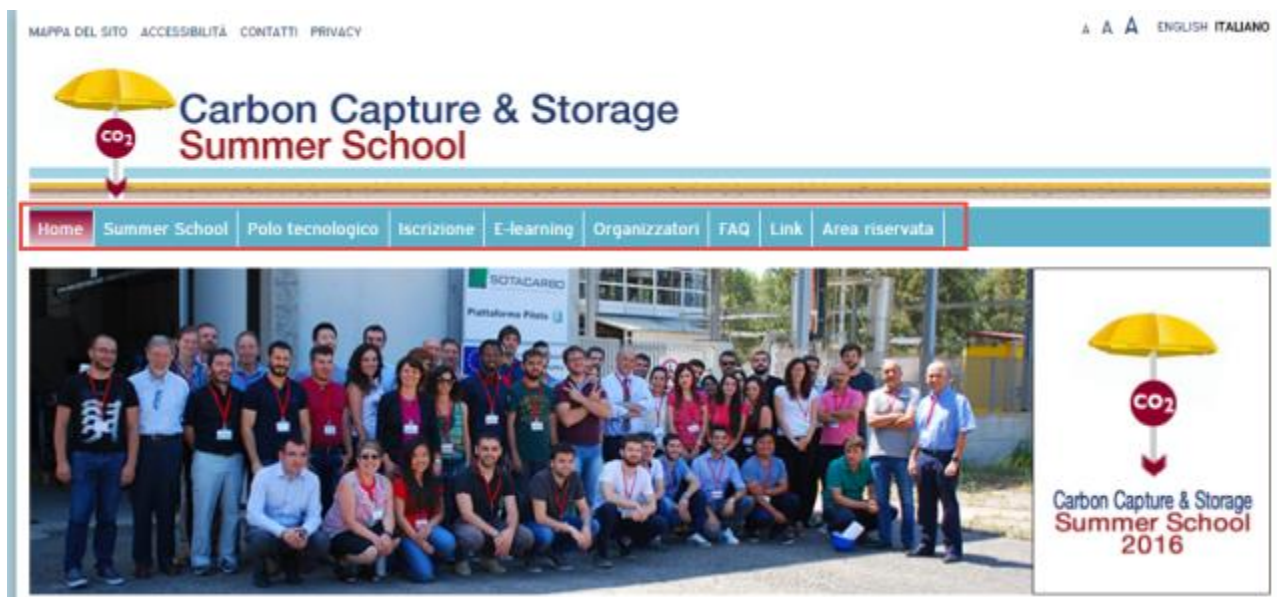 MAPPA DEL SITO ACCESSIBILITÀ CONTATTI PRIVACY
A A A ENGLISH ITALIANO
CO2
Carbon Capture & Storage
Summer School
Home Summer School Polo tecnologico Iscrizione E-learning Organizzatori FAQ Link Area riservata
SOTACARBO
Piattaforma Pilota
CO2
Carbon Capture & Storage
Summer School
2016